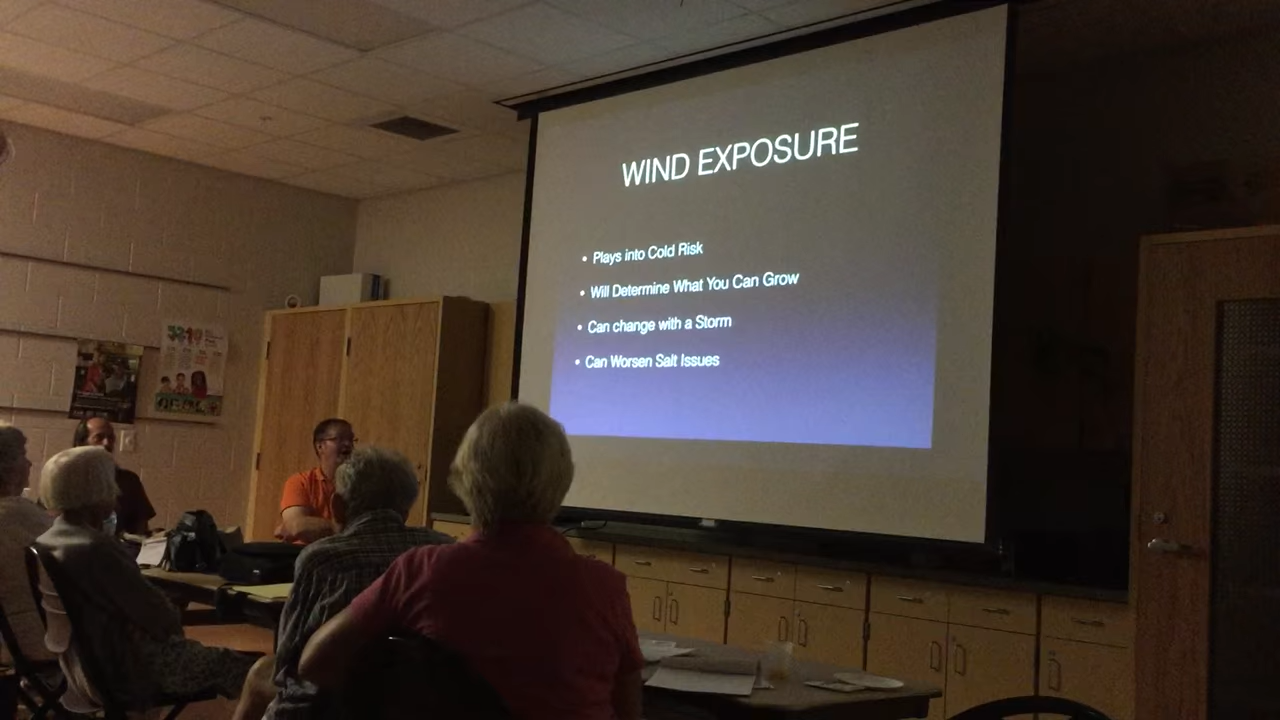 WIND EXPOSURE
• Plays into Cold Risk
• Will Determine What You Can Grow
• Can change with a Storm
• Can Worsen Salt Issues